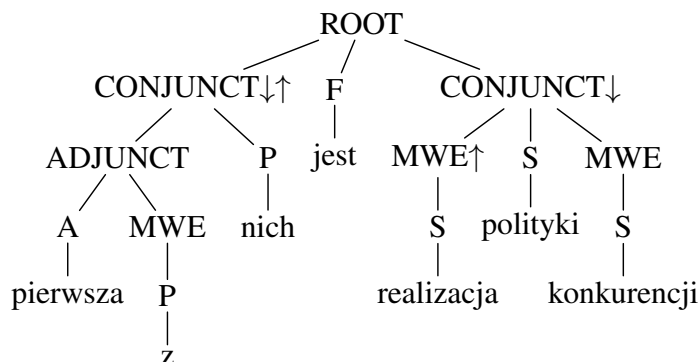 ROOT
CONJUNCT↓↑ F CONJUNCT↓
ADJUNCT P jest MWE↑ S MWE
A MWE nich S polityki S
pierwsza P realizacja konkurencji
z